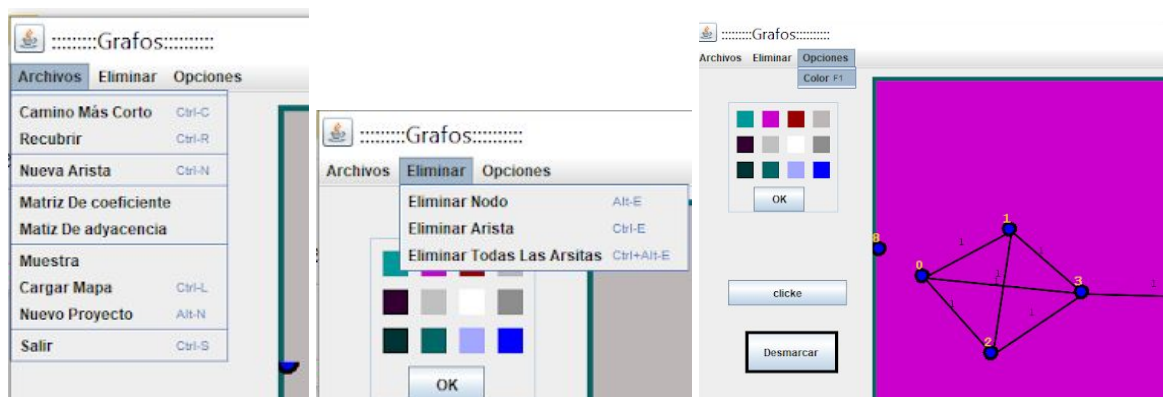 :::::::::Grafos::::::::::
Archivos Eliminar Opciones
Camino Más Corto Ctrl-C
Recubrir Ctrl-R
Nueva Arista Ctrl-N
Matriz De coeficiente
Matiz De adyacencia
Muestra
Cargar Mapa Ctrl-L
Nuevo Proyecto Alt-N
Salir Ctrl-S
:::::::::Grafos::::::::::
Archivos Eliminar Opciones
Eliminar Nodo Alt-E
Eliminar Arista Ctrl-E
Eliminar Todas Las Arsitas Ctrl+Alt-E
OK
:::::::::Grafos::::::::::
Archivos Eliminar Opciones
Color F1
OK
1
8
1
1
0
3
1
1
1
clicke
2
Desmarcar